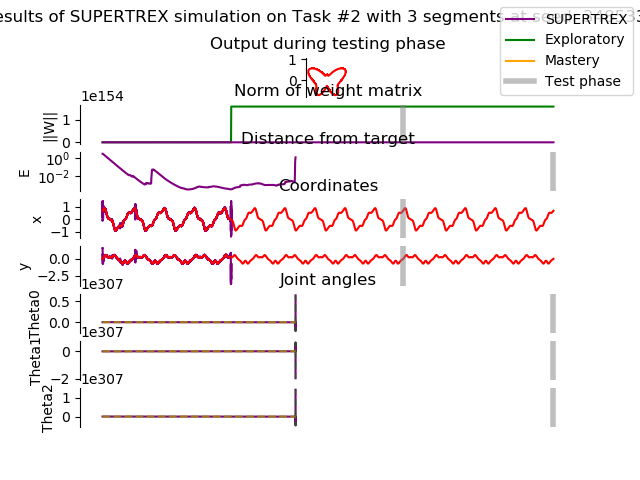 esults of SUPERTREX simulation on Task #2 with 3 segments at seed
SUPERTREX
Exploratory
Mastery
Test phase
Output during testing phase
1
0
Norm of weight matrix
1e154
||W||
1
0
Distance from target
E
10⁰
10⁻²
Coordinates
x
1
0
−1
y
0.0
−2.5
Joint angles
1e307
Theta0
0.5
0.0
1e307
Theta1
0
−2
1e307
Theta2
1
0